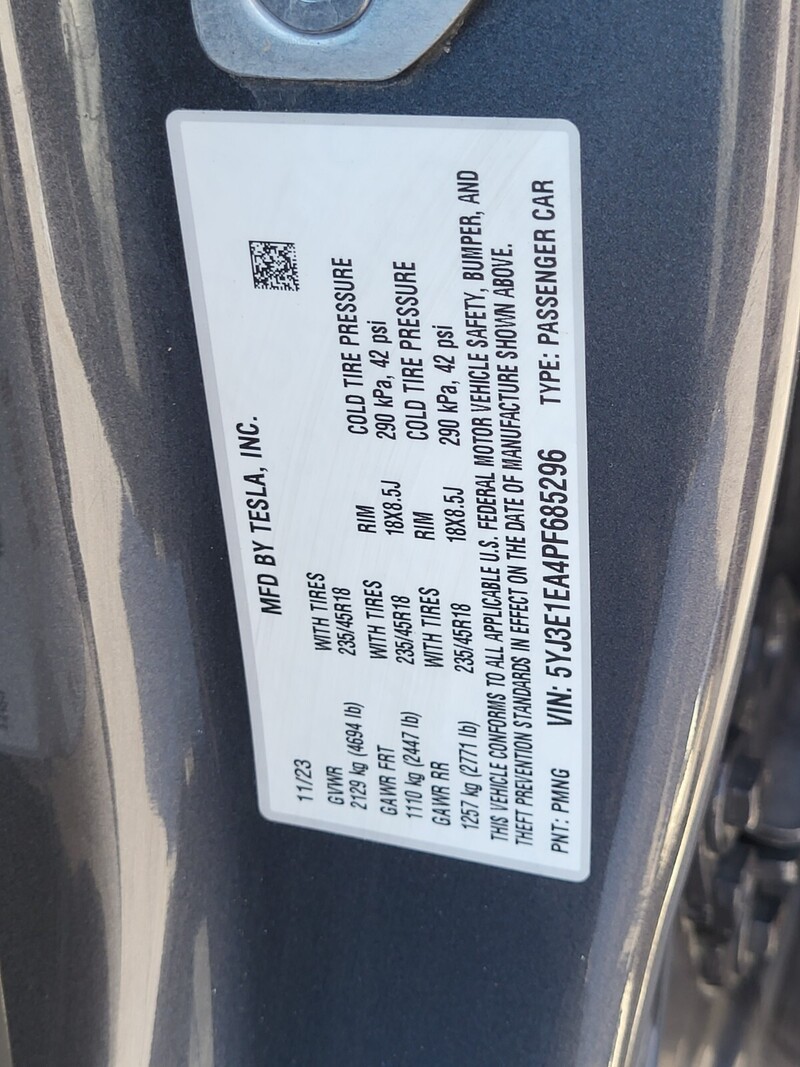 MFD BY TESLA, INC.
11/23
GVWR WITH TIRES
2129 kg (4694 lb) 235/45R18 COLD TIRE PRESSURE
GAWR FRT WITH TIRES RIM 290 kPa, 42 psi
1110 kg (2447 lb) 235/45R18 18X8.5J COLD TIRE PRESSURE
GAWR RR WITH TIRES RIM 290 kPa, 42 psi
1257 kg (2771 lb) 235/45R18 18X8.5J
THIS VEHICLE CONFORMS TO ALL APPLICABLE U.S. FEDERAL MOTOR VEHICLE SAFETY, BUMPER, AND
THEFT PREVENTION STANDARDS IN EFFECT ON THE DATE OF MANUFACTURE SHOWN ABOVE.
PNT: PMNG VIN: 5YJ3E1EA4PF685296 TYPE: PASSENGER CAR